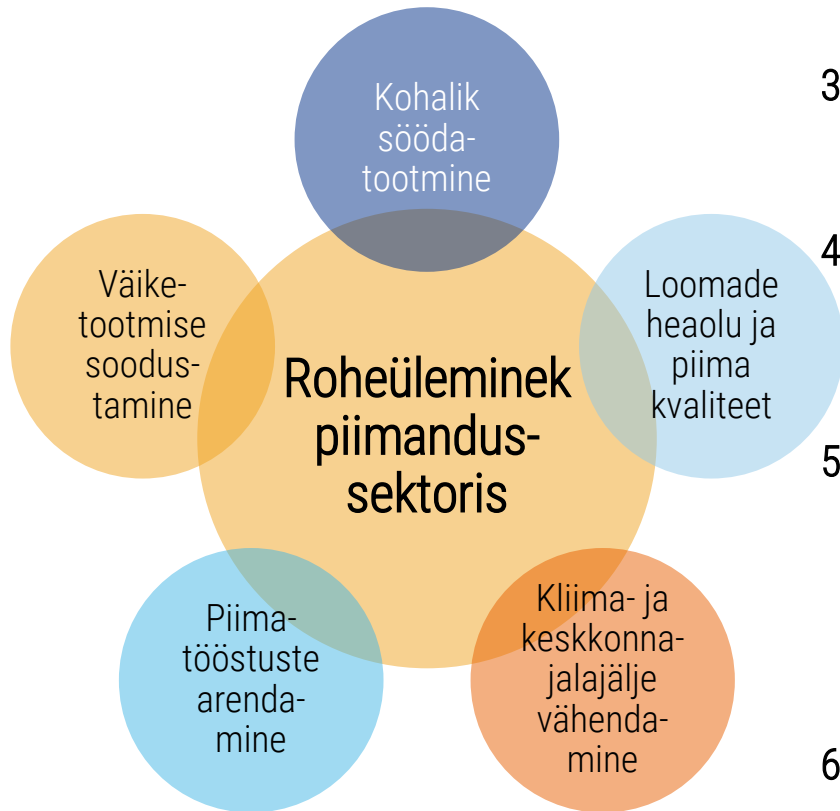 Kohalik
sööda-
tootmine
Väike-
tootmise
soodus-
tamine
Roheüleminek
piimandus-
sektoris
Loomade
heaolu ja
piima
kvaliteet
Piima-
tööstuste
arenda-
mine
Kliima- ja
keskkonna-
jalajälje
vähenda-
mine
3
4
5
6